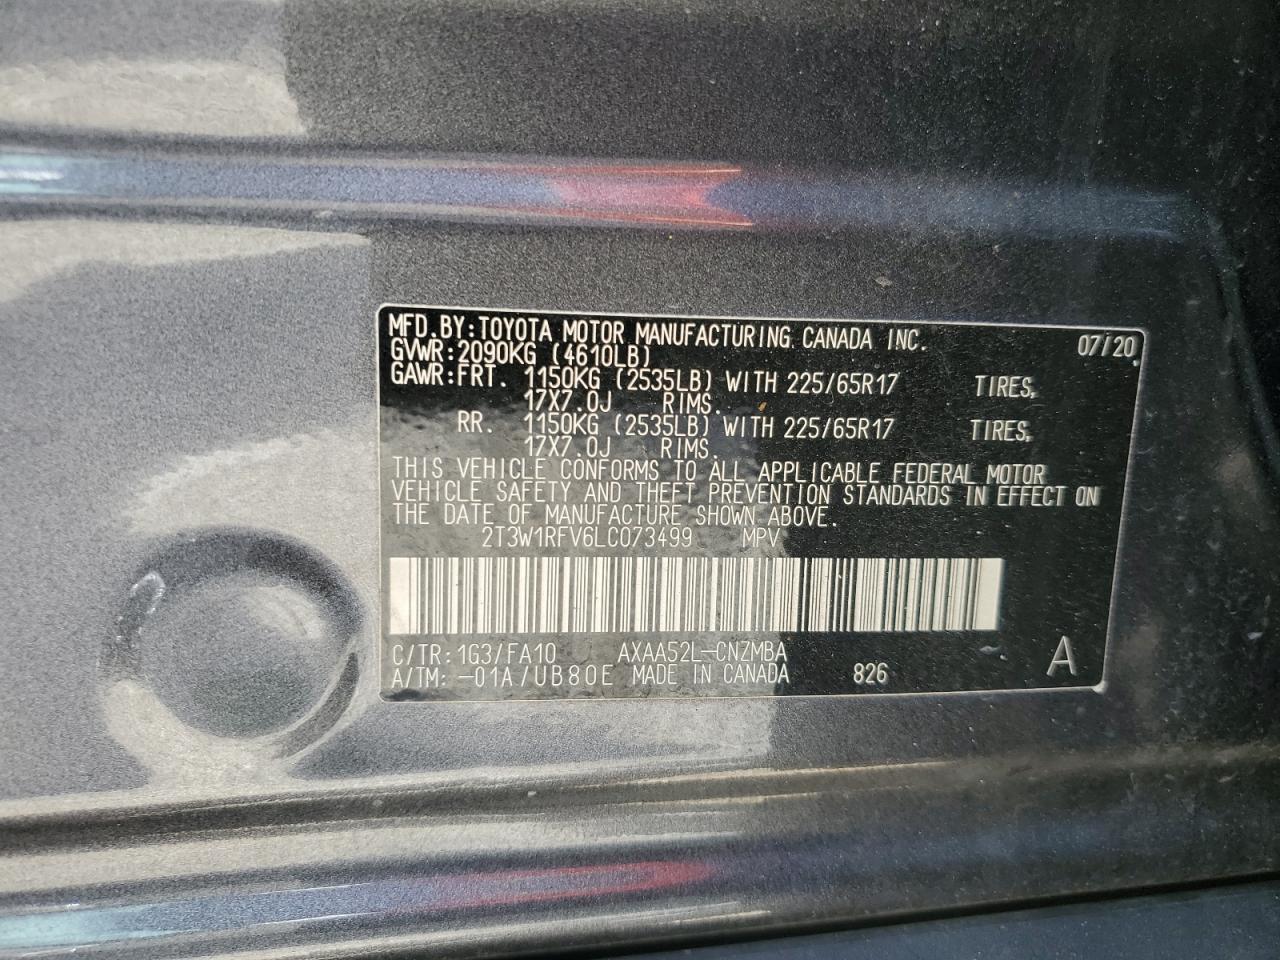 MFD.BY:TOYOTA MOTOR MANUFACTURING CANADA INC. 07/20
GVWR:2090KG (4610LB)
GAWR:FRT. 1150KG (2535LB) WITH 225/65R17 TIRES,
17X7.0J RIMS.
RR. 1150KG (2535LB) WITH 225/65R17 TIRES,
17X7.0J RIMS.
THIS VEHICLE CONFORMS TO ALL APPLICABLE FEDERAL MOTOR
VEHICLE SAFETY AND THEFT PREVENTION STANDARDS IN EFFECT ON
THE DATE OF MANUFACTURE SHOWN ABOVE.
2T3W1RFV6LC073499 MPV
C/TR:1G3/FA10 AXAA52L-CNZMBA
A/TM:-01A/UB80E MADE IN CANADA 826 A